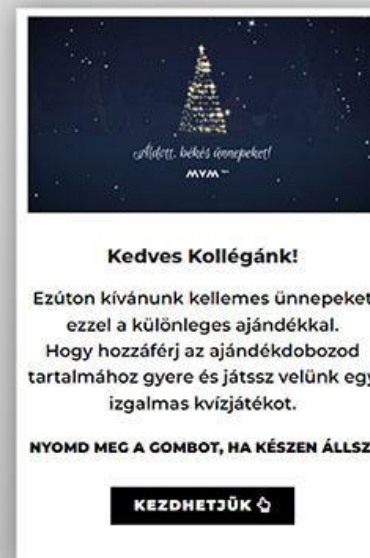 Áldott, békés ünnepeket!
MVM
Kedves Kollégánk!
Ezúton kívánunk kellemes ünnepeket
ezzel a különleges ajándékkal.
Hogy hozzáférj az ajándékdobozod
tartalmához gyere és játssz velünk egy
izgalmas kvízjátékot.
NYOMD MEG A GOMBOT, HA KÉSZEN ÁLLSZ
KEZDHETJÜK